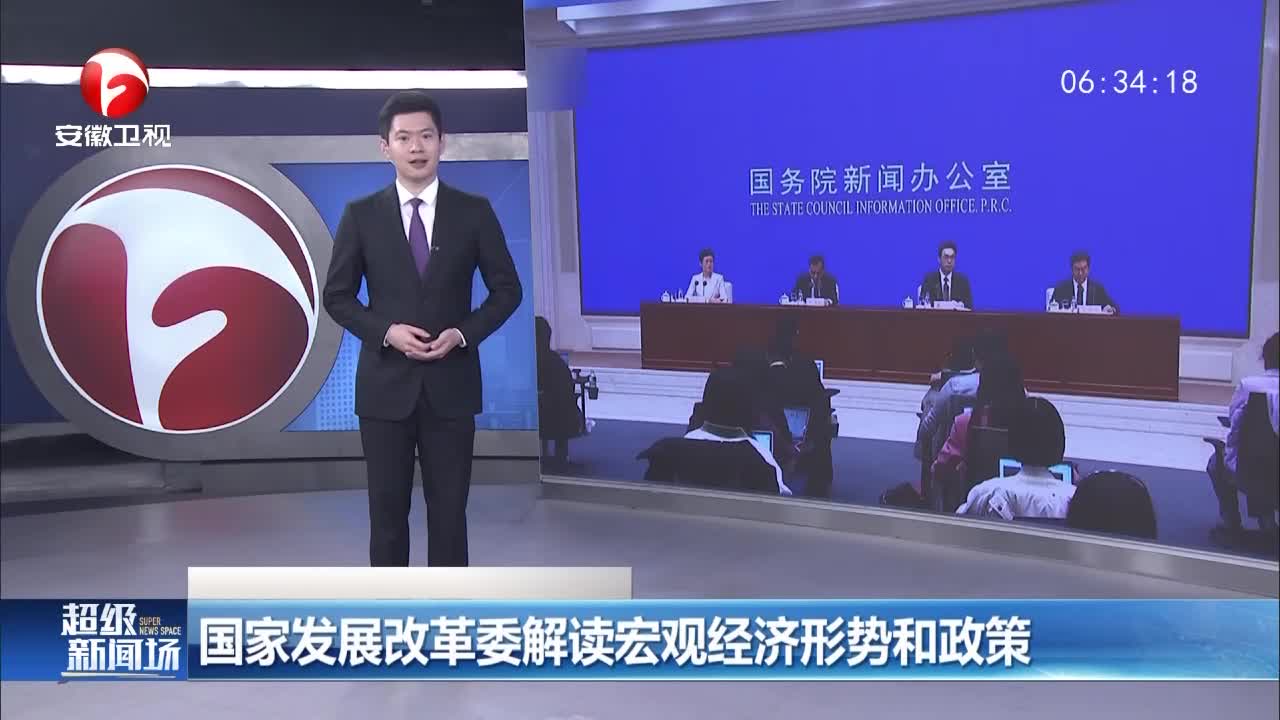 安徽卫视
06:34:18
国务院新闻办公室
THE STATE COUNCIL INFORMATION OFFICE, P.R.C.
超级
SUPER
NEWS SPACE
新闻场
国家发展改革委解读宏观经济形势和政策